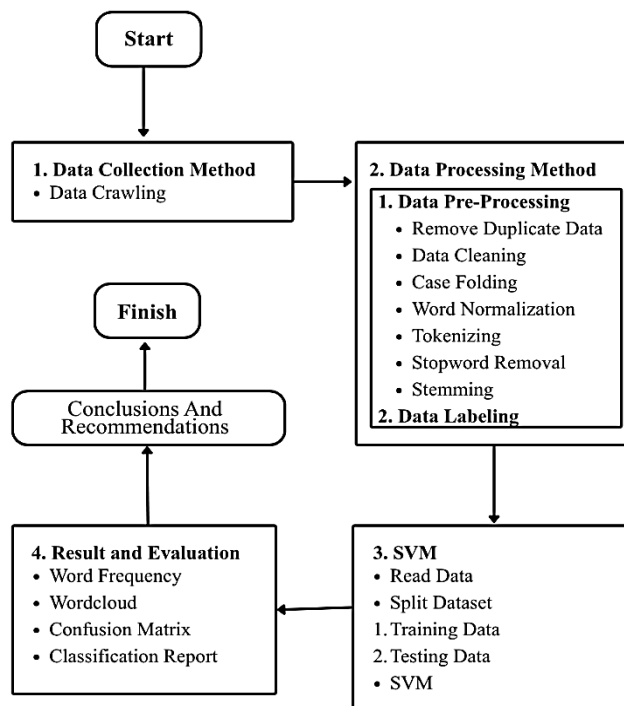 Start
1. Data Collection Method
• Data Crawling
2. Data Processing Method
1. Data Pre-Processing
• Remove Duplicate Data
• Data Cleaning
• Case Folding
• Word Normalization
• Tokenizing
• Stopword Removal
• Stemming
2. Data Labeling
3. SVM
• Read Data
• Split Dataset
1. Training Data
2. Testing Data
• SVM
4. Result and Evaluation
• Word Frequency
• Wordcloud
• Confusion Matrix
• Classification Report
Conclusions And
Recommendations
Finish